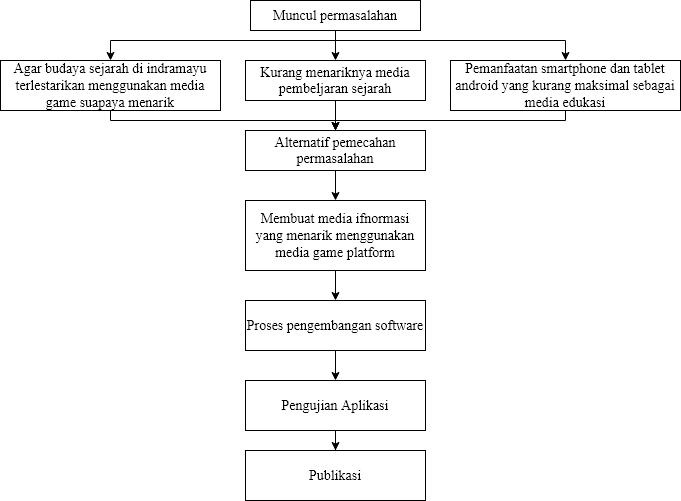 Muncul permasalahan
Agar budaya sejarah di indramayu
terlestarikan menggunakan media
game suapaya menarik
Kurang menariknya media
pembeljaran sejarah
Pemanfaatan smartphone dan tablet
android yang kurang maksimal sebagai
media edukasi
Alternatif pemecahan
permasalahan
Membuat media ifnormasi
yang menarik menggunakan
media game platform
Proses pengembangan software
Pengujian Aplikasi
Publikasi